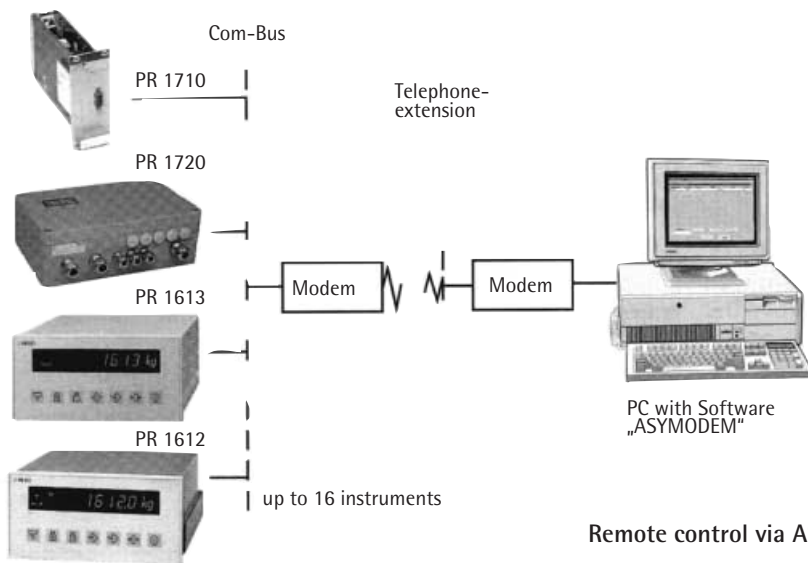 Com-Bus
PR 1710
Telephone-
extension
PR 1720
Modem
Modem
PR 1613
1613 kg
PC with Software
„ASYMODEM“
PR 1612
1612.0 kg
up to 16 instruments
Remote control via A